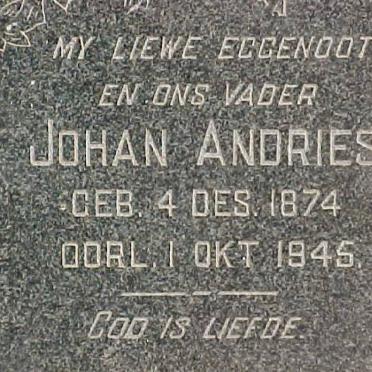 MY LIEWE EGGENOOT
EN ONS VADER
JOHAN ANDRIES
GEB. 4 DES. 1874
OORL. 1 OKT 1945.
GOD IS LIEFDE.